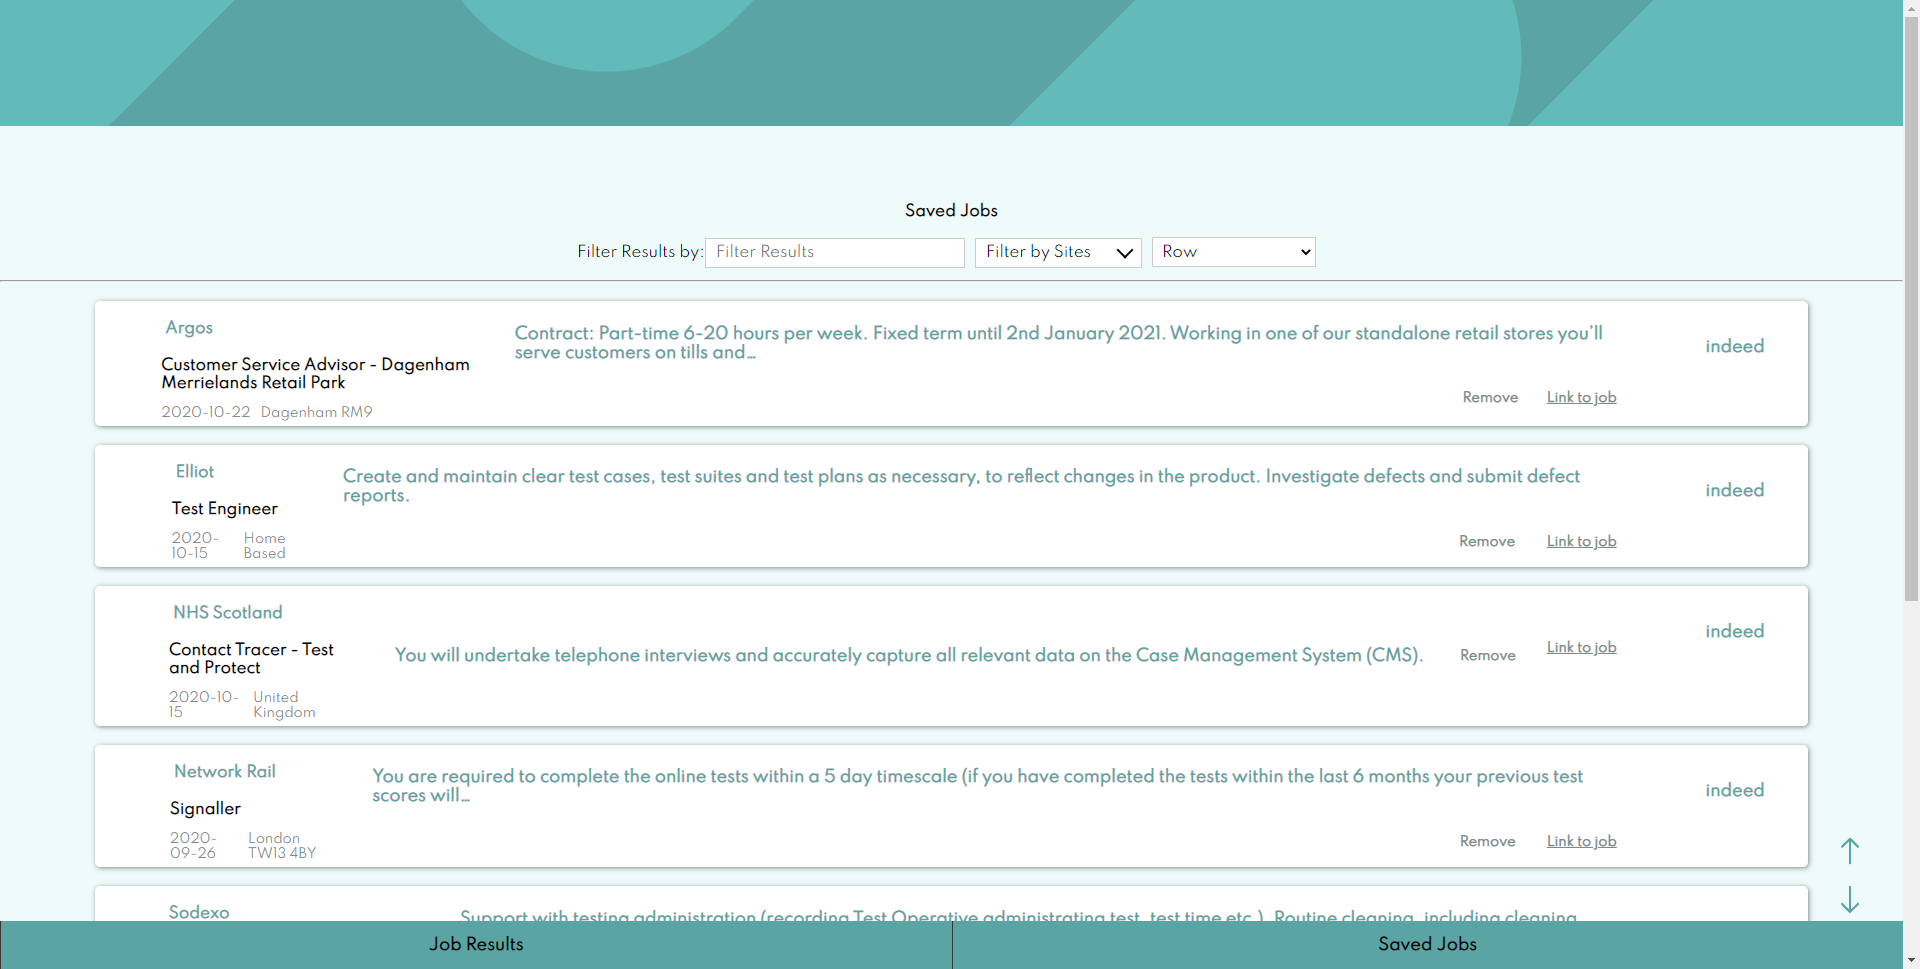 Saved Jobs
Filter Results by: Filter Results Filter by Sites Row
Argos
Customer Service Advisor - Dagenham
Merrielands Retail Park
2020-10-22 Dagenham RM9
Contract: Part-time 6-20 hours per week. Fixed term until 2nd January 2021. Working in one of our standalone retail stores you'll
serve customers on tills and…
Remove Link to job
indeed
Elliot
Test Engineer
2020-
10-15
Home
Based
Create and maintain clear test cases, test suites and test plans as necessary, to reflect changes in the product. Investigate defects and submit defect
reports.
Remove Link to job
indeed
NHS Scotland
Contact Tracer - Test
and Protect
2020-10-
15
United
Kingdom
You will undertake telephone interviews and accurately capture all relevant data on the Case Management System (CMS).
Remove Link to job
indeed
Network Rail
Signaller
2020-
09-26
London
TW13 4BY
You are required to complete the online tests within a 5 day timescale (if you have completed the tests within the last 6 months your previous test
scores will…
Remove Link to job
indeed
Sodexo
Support with testing administration (recording Test Operative administrating test, test time etc.). Routine cleaning, including cleaning
Job Results Saved Jobs